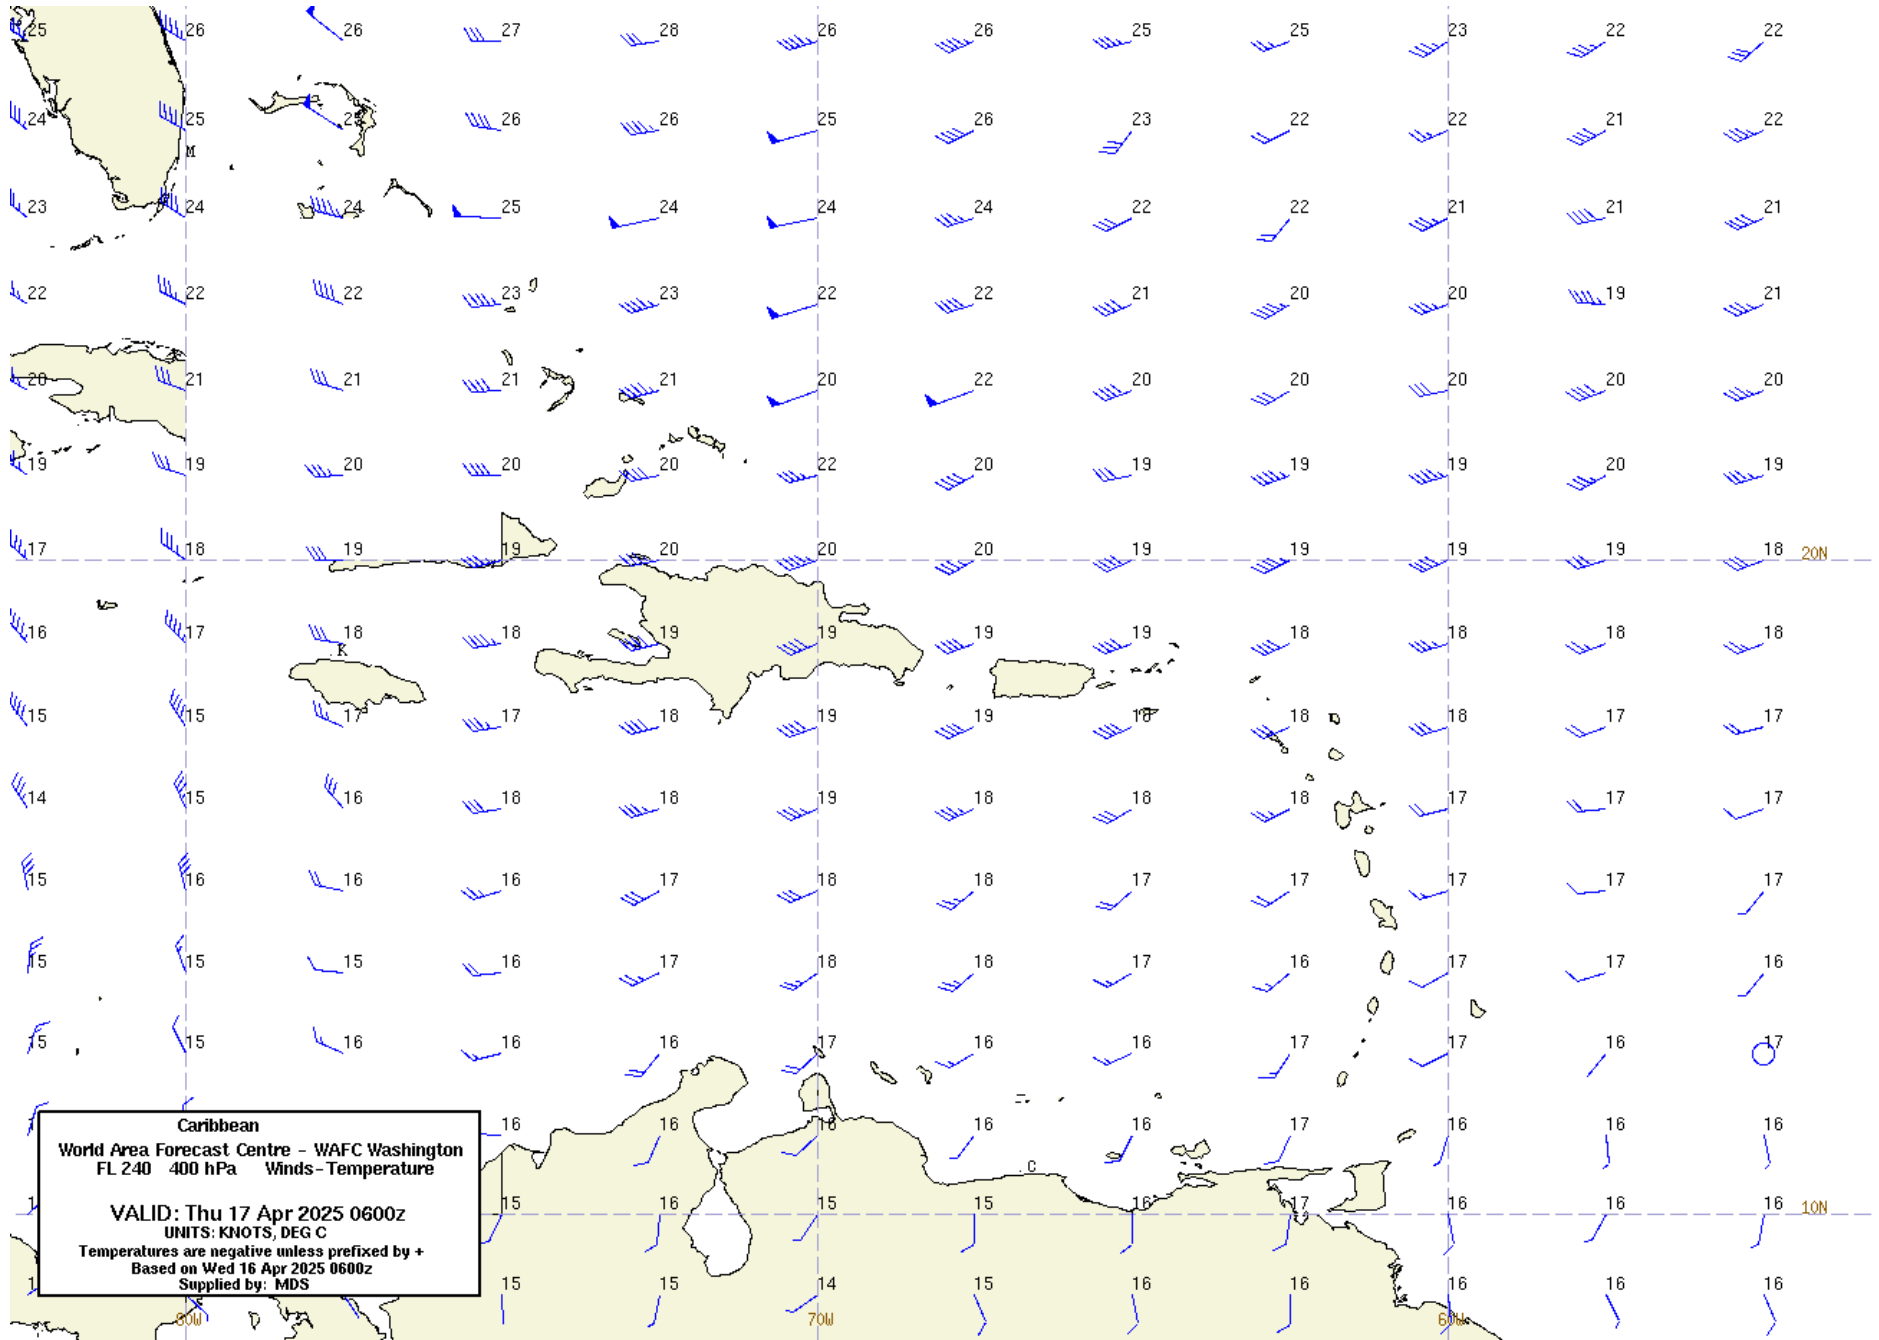 25 26 26 27 28 26 26 25 25 23 22 22
24 25 25 26 26 25 26 23 22 22 21 22
M
23 24 24 25 24 24 24 22 22 21 21 21
22 22 22 23 23 22 22 21 20 20 19 21
20 21 21 21 21 20 22 20 20 20 20 20
19 19 20 20 20 22 20 19 19 19 20 19
17 18 19 19 20 20 20 19 19 19 19 18 20N
16 17 18 18 19 19 19 19 18 18 18 18
K
15 15 17 17 18 19 19 18 18 18 17 17
14 15 16 18 18 19 18 18 18 17 17 17
15 16 16 16 17 18 18 17 17 17 17 17
15 15 15 16 17 18 18 17 16 17 17 16
15 15 16 16 16 17 16 16 17 17 16 17
16 16 16 16 16 17 16 16 16
C
15 16 15 15 16 17 16 16 16 10N
15 15 14 15 16 16 16 16 16
80W 70W 60W
Caribbean
World Area Forecast Centre - WAFC Washington
FL 240 400 hPa Winds-Temperature
VALID: Thu 17 Apr 2025 0600z
UNITS: KNOTS, DEG C
Temperatures are negative unless prefixed by +
Based on Wed 16 Apr 2025 0600z
Supplied by: MDS